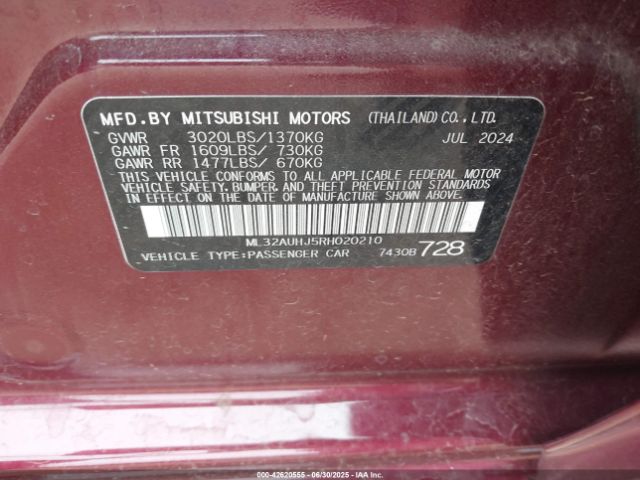 MFD.BY MITSUBISHI MOTORS (THAILAND)CO.,LTD.
GVWR 3020LBS/1370KG JUL 2024
GAWR FR 1609LBS/ 730KG
GAWR RR 1477LBS/ 670KG
THIS VEHICLE CONFORMS TO ALL APPLICABLE FEDERAL MOTOR
VEHICLE SAFETY, BUMPER, AND THEFT PREVENTION STANDARDS
IN EFFECT ON THE DATE OF MANUFACTURE SHOWN ABOVE.
ML32AUHJ5RH020210
VEHICLE TYPE:PASSENGER CAR 7430B 728
000-42620555 06/30/2025 IAA Holdings, LLC